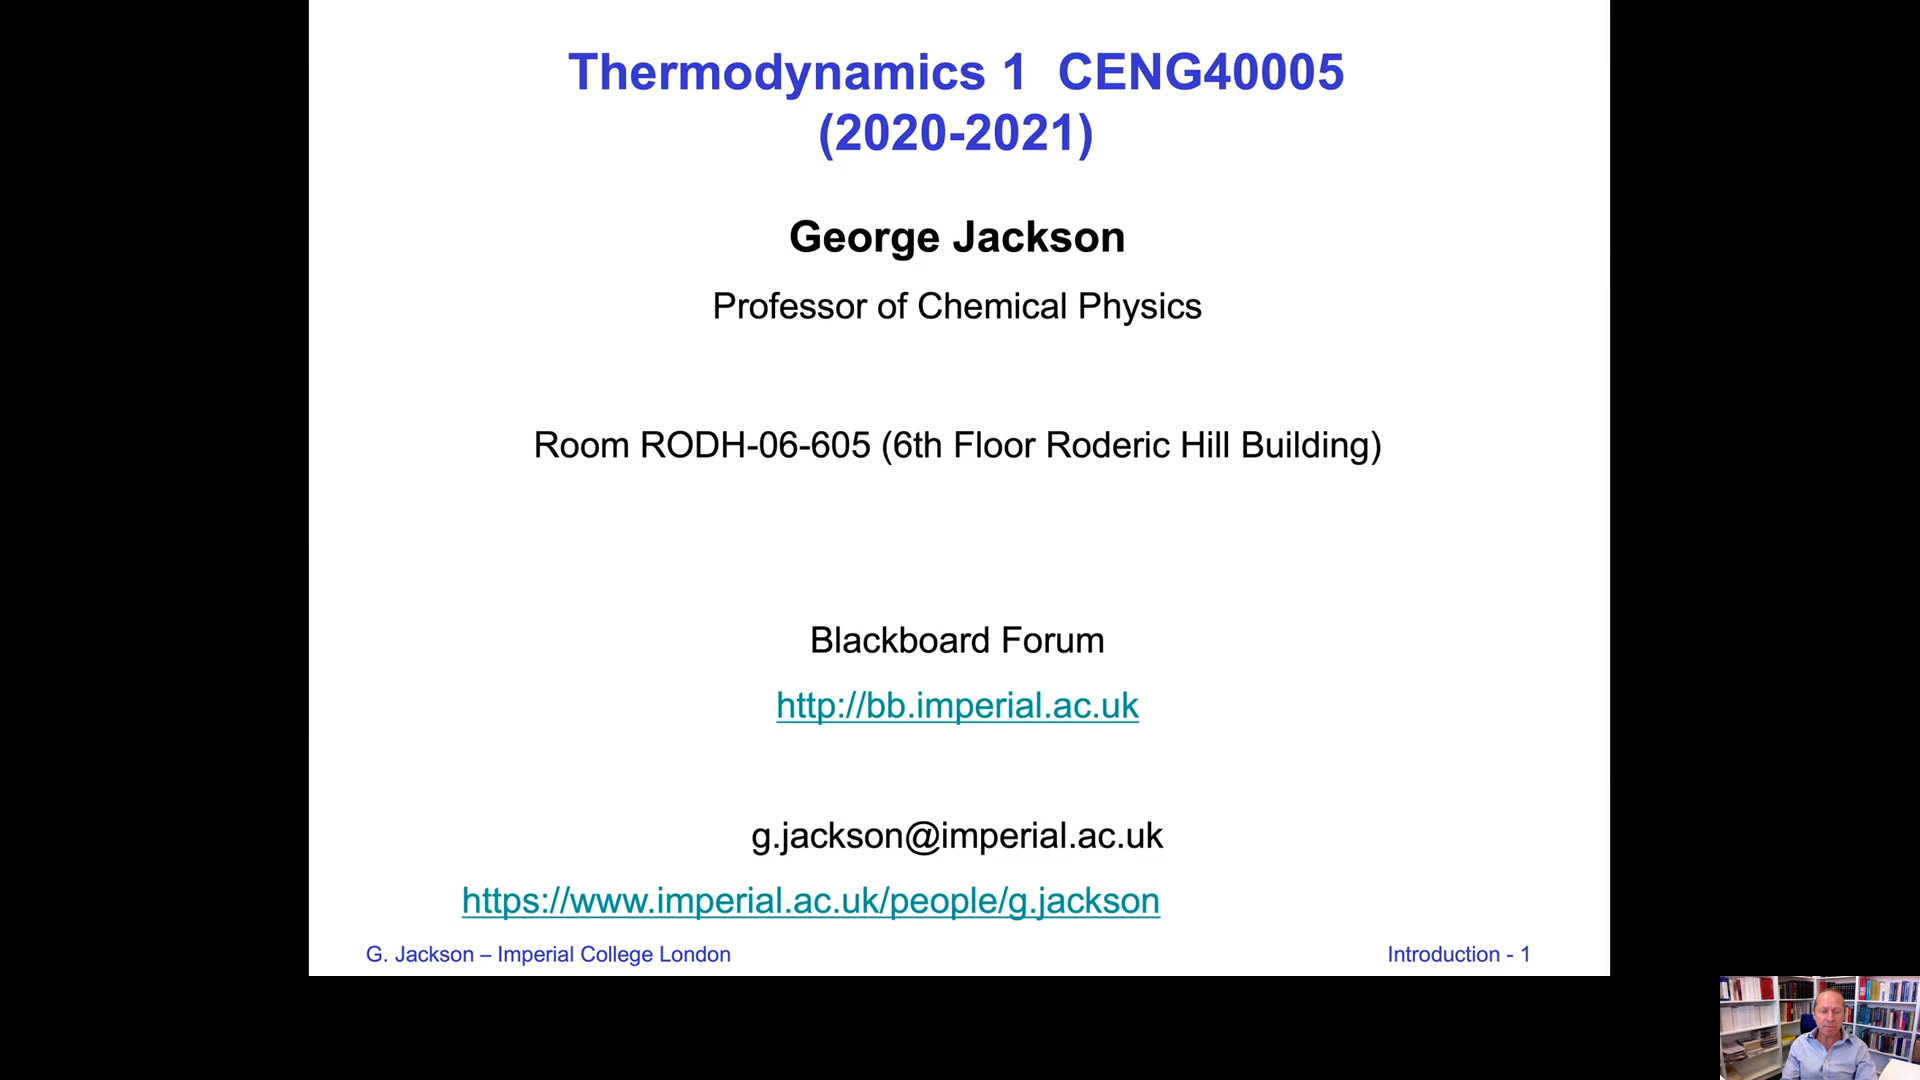 Thermodynamics 1 CENG40005
(2020-2021)
George Jackson
Professor of Chemical Physics
Room RODH-06-605 (6th Floor Roderic Hill Building)
Blackboard Forum
http://bb.imperial.ac.uk
g.jackson@imperial.ac.uk
https://www.imperial.ac.uk/people/g.jackson
G. Jackson – Imperial College London
Introduction - 1